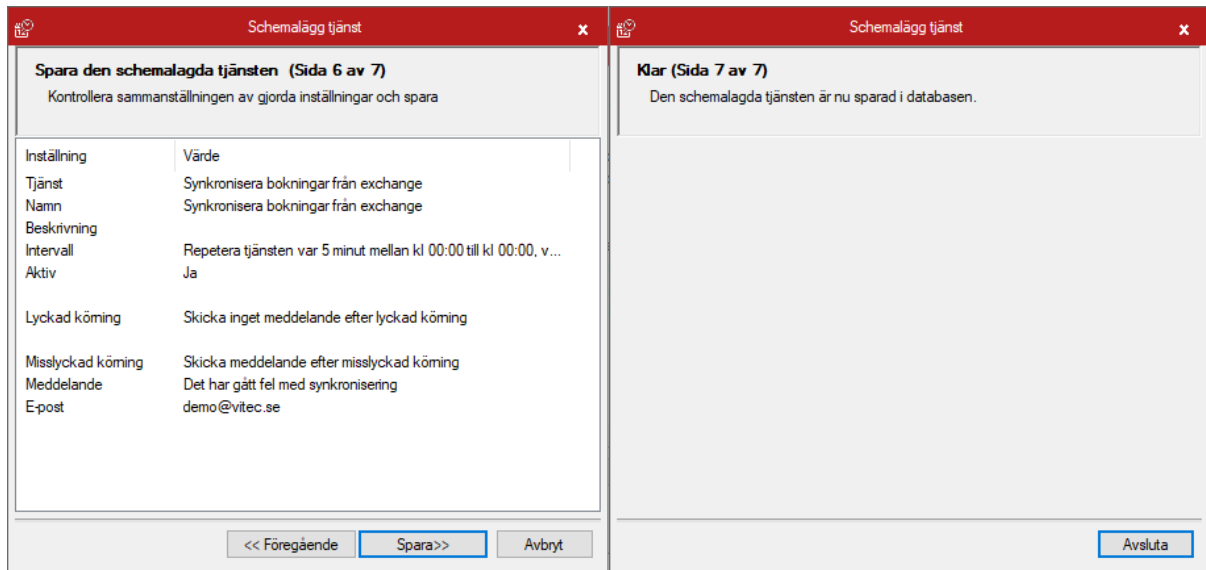 Schemalägg tjänst
Spara den schemalagda tjänsten (Sida 6 av 7)
Kontrollera sammanställningen av gjorda inställningar och spara
Inställning Värde
Tjänst Synkronisera bokningar från exchange
Namn Synkronisera bokningar från exchange
Beskrivning
Intervall Repetera tjänsten var 5 minut mellan kl 00:00 till kl 00:00, v...
Aktiv Ja
Lyckad körning Skicka inget meddelande efter lyckad körning
Misslyckad körning Skicka meddelande efter misslyckad körning
Meddelande Det har gått fel med synkronisering
E-post demo@vitec.se
<< Föregående Spara>> Avbryt
Schemalägg tjänst
Klar (Sida 7 av 7)
Den schemalagda tjänsten är nu sparad i databasen.
Avsluta